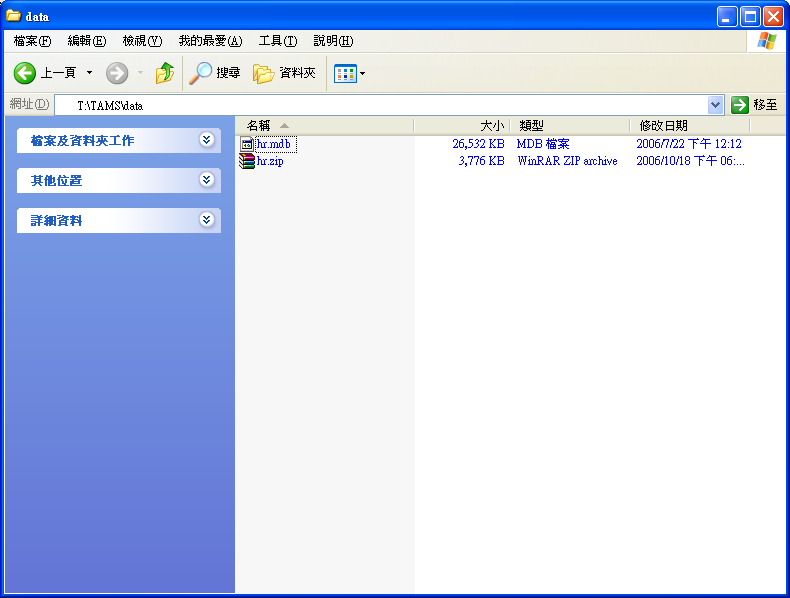 data
檔案(F) 編輯(E) 檢視(V) 我的最愛(A) 工具(T) 說明(H)
上一頁 搜尋 資料夾
網址(D) T:\TAMS\data 移至
檔案及資料夾工作
其他位置
詳細資料
名稱 大小 類型 修改日期
hr.mdb 26,532 KB MDB 檔案 2006/7/22 下午 12:12
hr.zip 3,776 KB WinRAR ZIP archive 2006/10/18 下午 06:...